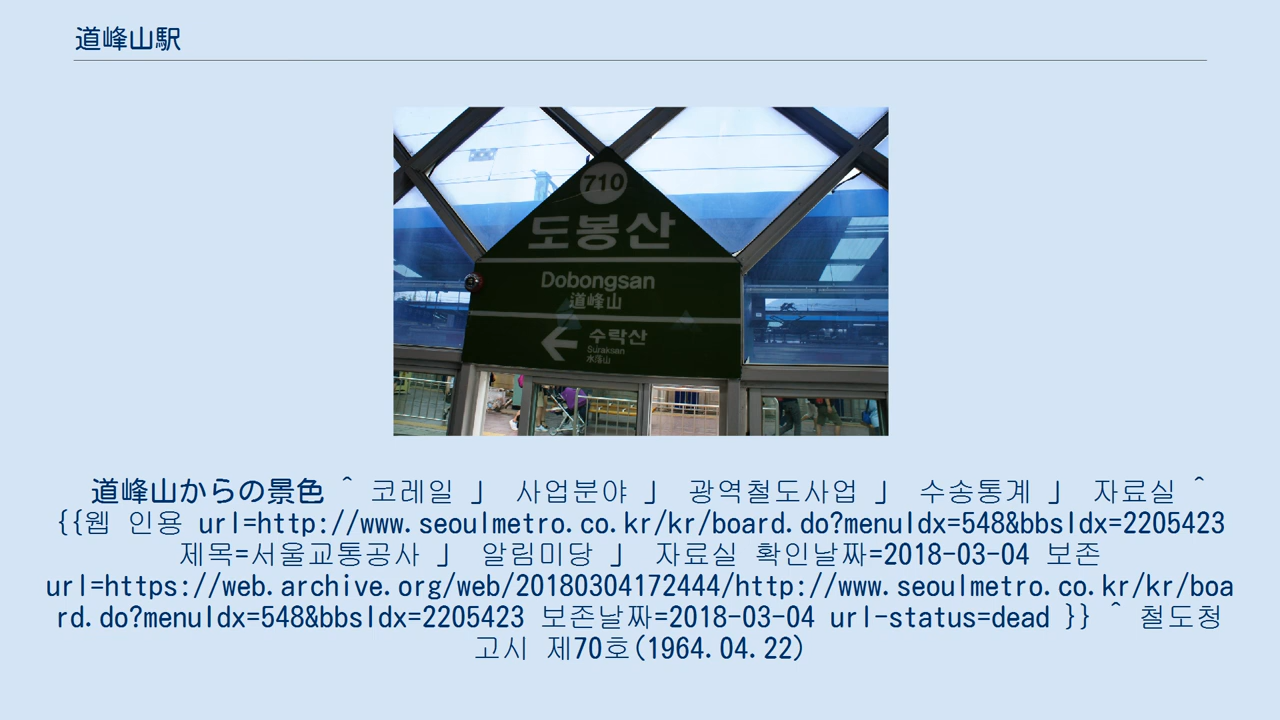 道峰山駅
710
도봉산
Dobongsan
道峰山
수락산
Suraksan
水落山
道峰山からの景色 ^ 코레일 」 사업분야 」 광역철도사업 」 수송통계 」 자료실 ^
{{웹 인용 url=http://www.seoulmetro.co.kr/kr/board.do?menuIdx=548&bbsIdx=2205423
제목=서울교통공사 」 알림미당 」 자료실 확인날짜=2018-03-04 보존
url=https://web.archive.org/web/20180304172444/http://www.seoulmetro.co.kr/kr/boa
rd.do?menuIdx=548&bbsIdx=2205423 보존날짜=2018-03-04 url-status=dead }} ^ 철도청
고시 제70호(1964.04.22)